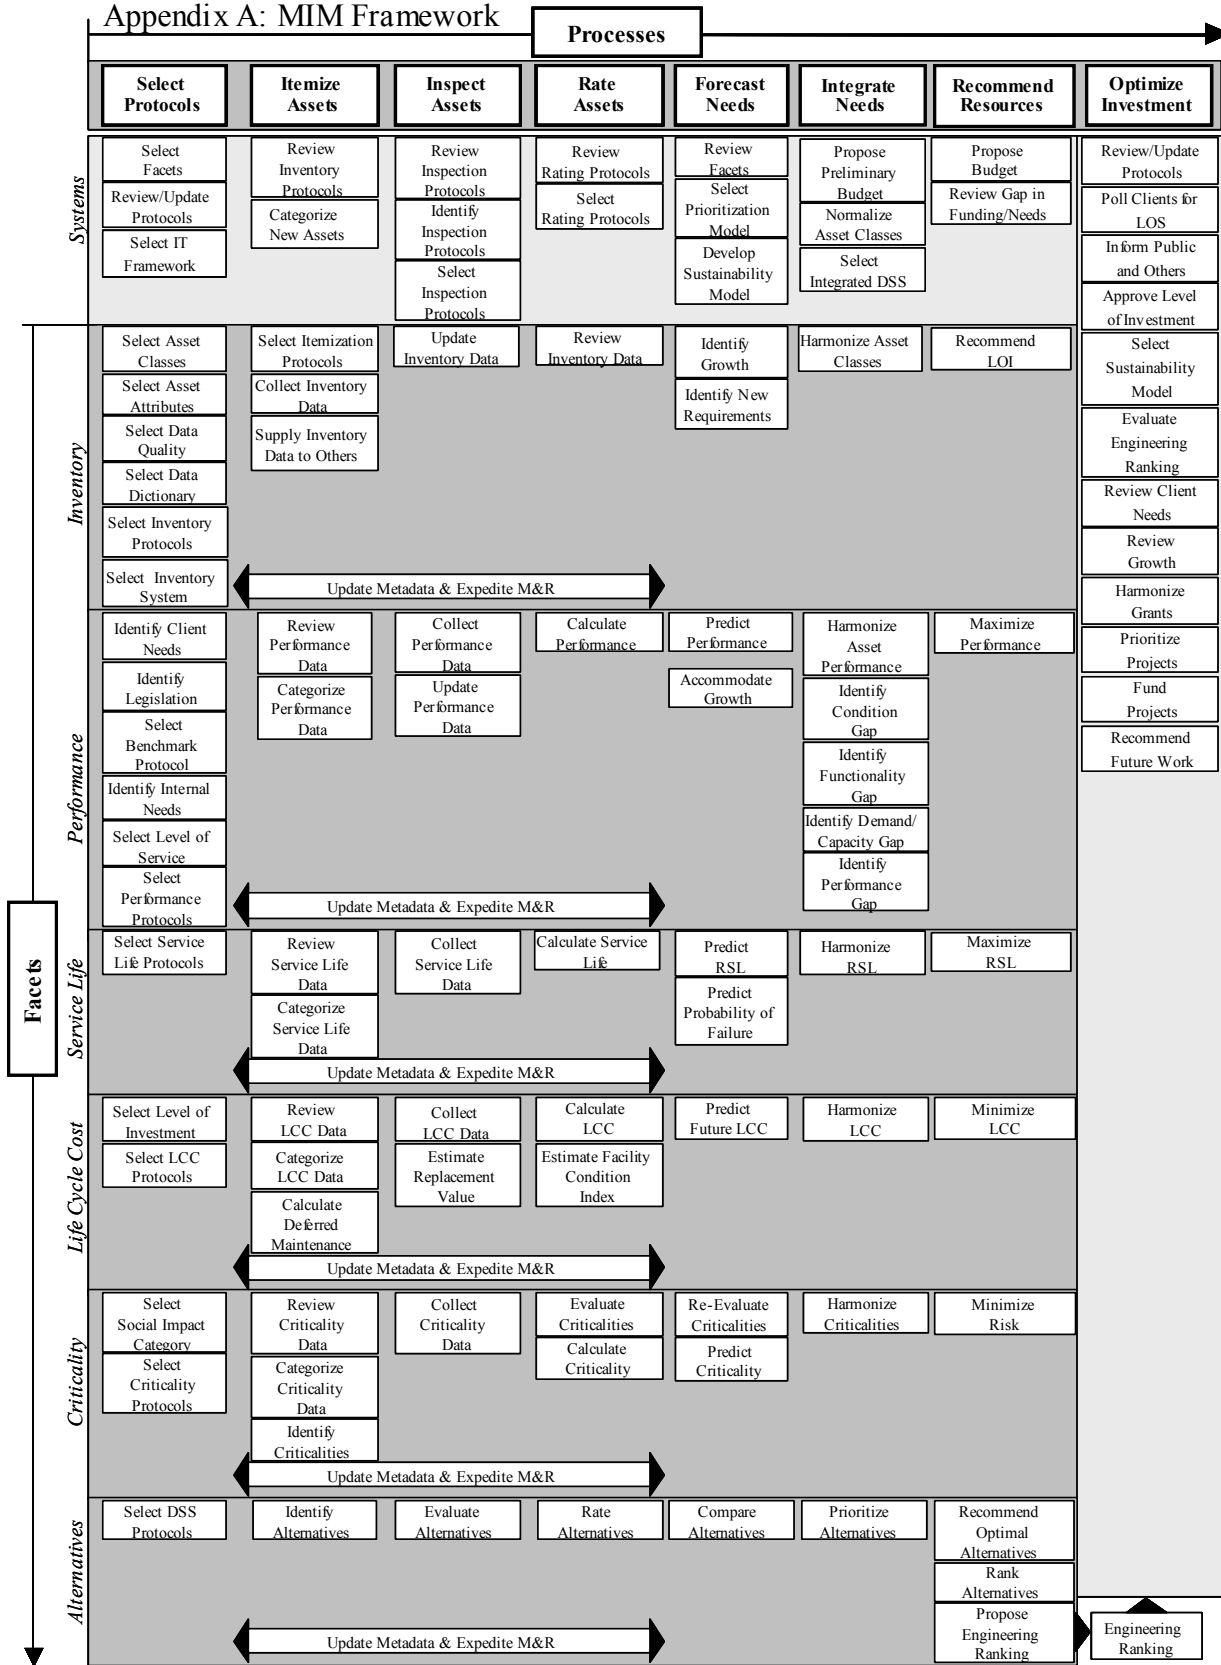 Appendix A: MIM Framework
Processes
Select
Protocols
Itemize
Assets
Inspect
Assets
Rate
Assets
Forecast
Needs
Integrate
Needs
Recommend
Resources
Optimize
Investment
Systems
Select
Facets
Review/Update
Protocols
Select IT
Framework
Review
Inventory
Protocols
Categorize
New Assets
Review
Inspection
Protocols
Identify
Inspection
Protocols
Select
Inspection
Protocols
Review
Rating Protocols
Select
Rating Protocols
Review
Facets
Select
Prioritization
Model
Develop
Sustainability
Model
Propose
Preliminary
Budget
Normalize
Asset Classes
Select
Integrated DSS
Propose
Budget
Review Gap in
Funding/Needs
Review/Update
Protocols
Poll Clients for
LOS
Inform Public
and Others
Approve Level
of Investment
Select
Sustainability
Model
Evaluate
Engineering
Ranking
Review Client
Needs
Review
Growth
Harmonize
Grants
Prioritize
Projects
Fund
Projects
Recommend
Future Work
Facets
Inventory
Select Asset
Classes
Select Asset
Attributes
Select Data
Quality
Select Data
Dictionary
Select Inventory
Protocols
Select Inventory
System
Select Itemization
Protocols
Collect Inventory
Data
Supply Inventory
Data to Others
Update
Inventory Data
Review
Inventory Data
Identify
Growth
Identify New
Requirements
Harmonize Asset
Classes
Recommend
LOI
Update Metadata & Expedite M&R
Performance
Identify Client
Needs
Identify
Legislation
Select
Benchmark
Protocol
Identify Internal
Needs
Select Level of
Service
Select
Performance
Protocols
Review
Performance
Data
Categorize
Performance
Data
Collect
Performance
Data
Update
Performance
Data
Calculate
Performance
Predict
Performance
Accommodate
Growth
Harmonize
Asset
Performance
Identify
Condition
Gap
Identify
Functionality
Gap
Identify Demand/
Capacity Gap
Identify
Performance
Gap
Maximize
Performance
Update Metadata & Expedite M&R
Service Life
Select Service
Life Protocols
Review
Service Life
Data
Categorize
Service Life
Data
Collect
Service Life
Data
Calculate Service
Life
Predict
RSL
Predict
Probability of
Failure
Harmonize
RSL
Maximize
RSL
Update Metadata & Expedite M&R
Life Cycle Cost
Select Level of
Investment
Select LCC
Protocols
Review
LCC Data
Categorize
LCC Data
Calculate
Deferred
Maintenance
Collect
LCC Data
Estimate
Replacement
Value
Calculate
LCC
Estimate Facility
Condition
Index
Predict
Future LCC
Harmonize
LCC
Minimize
LCC
Update Metadata & Expedite M&R
Criticality
Select
Social Impact
Category
Select
Criticality
Protocols
Review
Criticality
Data
Categorize
Criticality
Data
Identify
Criticalities
Collect
Criticality
Data
Evaluate
Criticalities
Calculate
Criticality
Re-Evaluate
Criticalities
Predict
Criticality
Harmonize
Criticalities
Minimize
Risk
Update Metadata & Expedite M&R
Alternatives
Select DSS
Protocols
Identify
Alternatives
Evaluate
Alternatives
Rate
Alternatives
Compare
Alternatives
Prioritize
Alternatives
Recommend
Optimal
Alternatives
Rank
Alternatives
Propose
Engineering
Ranking
Update Metadata & Expedite M&R
Engineering
Ranking